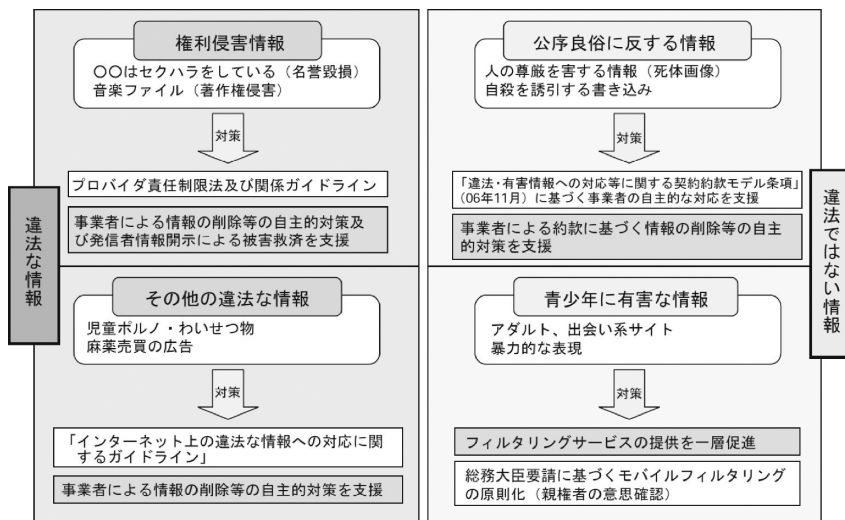 違法な情報
権利侵害情報
〇〇はセクハラをしている（名誉毀損）
音楽ファイル（著作権侵害）
対策
プロバイダ責任制限法及び関係ガイドライン
事業者による情報の削除等の自主的対策及
び発信者情報開示による被害救済を支援
その他の違法な情報
児童ポルノ・わいせつ物
麻薬売買の広告
対策
「インターネット上の違法な情報への対応に関
するガイドライン」
事業者による情報の削除等の自主的対策を支援
違法ではない情報
公序良俗に反する情報
人の尊厳を害する情報（死体画像）
自殺を誘引する書き込み
対策
「違法・有害情報への対応等に関する契約約款モデル条項」
（06年11月）に基づく事業者の自主的な対応を支援
事業者による約款に基づく情報の削除等の自主
的対策を支援
青少年に有害な情報
アダルト、出会い系サイト
暴力的な表現
対策
フィルタリングサービスの提供を一層促進
総務大臣要請に基づくモバイルフィルタリング
の原則化（親権者の意思確認）